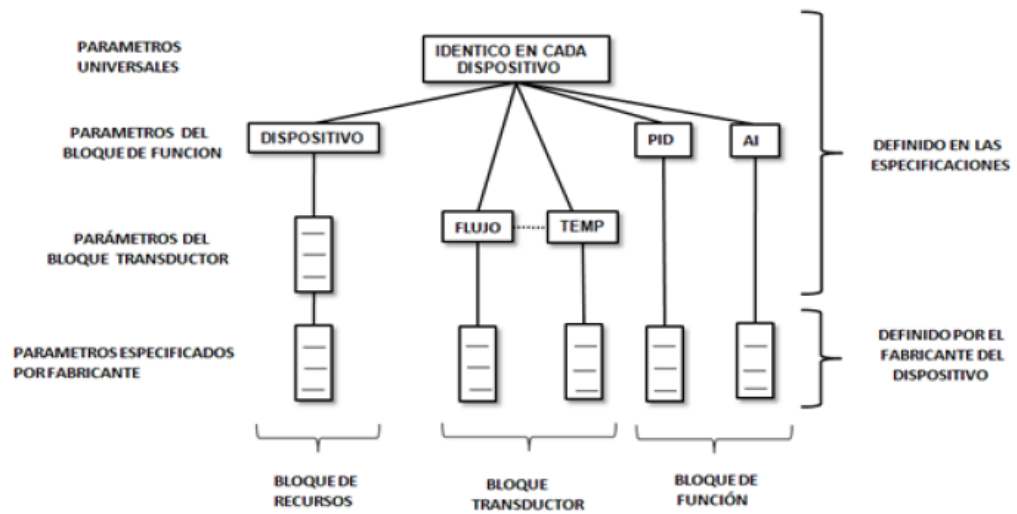 PARAMETROS
UNIVERSALES
IDENTICO EN CADA
DISPOSITIVO
PARAMETROS DEL
BLOQUE DE FUNCION
DISPOSITIVO
PID
AI
DEFINIDO EN LAS
ESPECIFICACIONES
PARÁMETROS DEL
BLOQUE TRANSDUCTOR
FLUJO
TEMP
PARAMETROS ESPECIFICADOS
POR FABRICANTE
DEFINIDO POR EL
FABRICANTE DEL
DISPOSITIVO
BLOQUE DE
RECURSOS
BLOQUE
TRANSDUCTOR
BLOQUE DE
FUNCIÓN